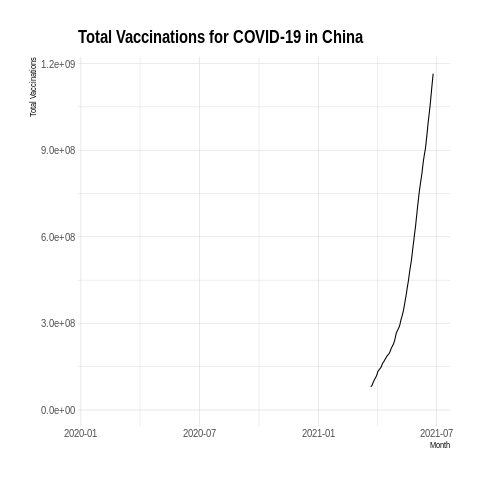 Total Vaccinations for COVID-19 in China
Total Vaccinations
1.2e+09
9.0e+08
6.0e+08
3.0e+08
0.0e+00
2020-01 2020-07 2021-01 2021-07
Month